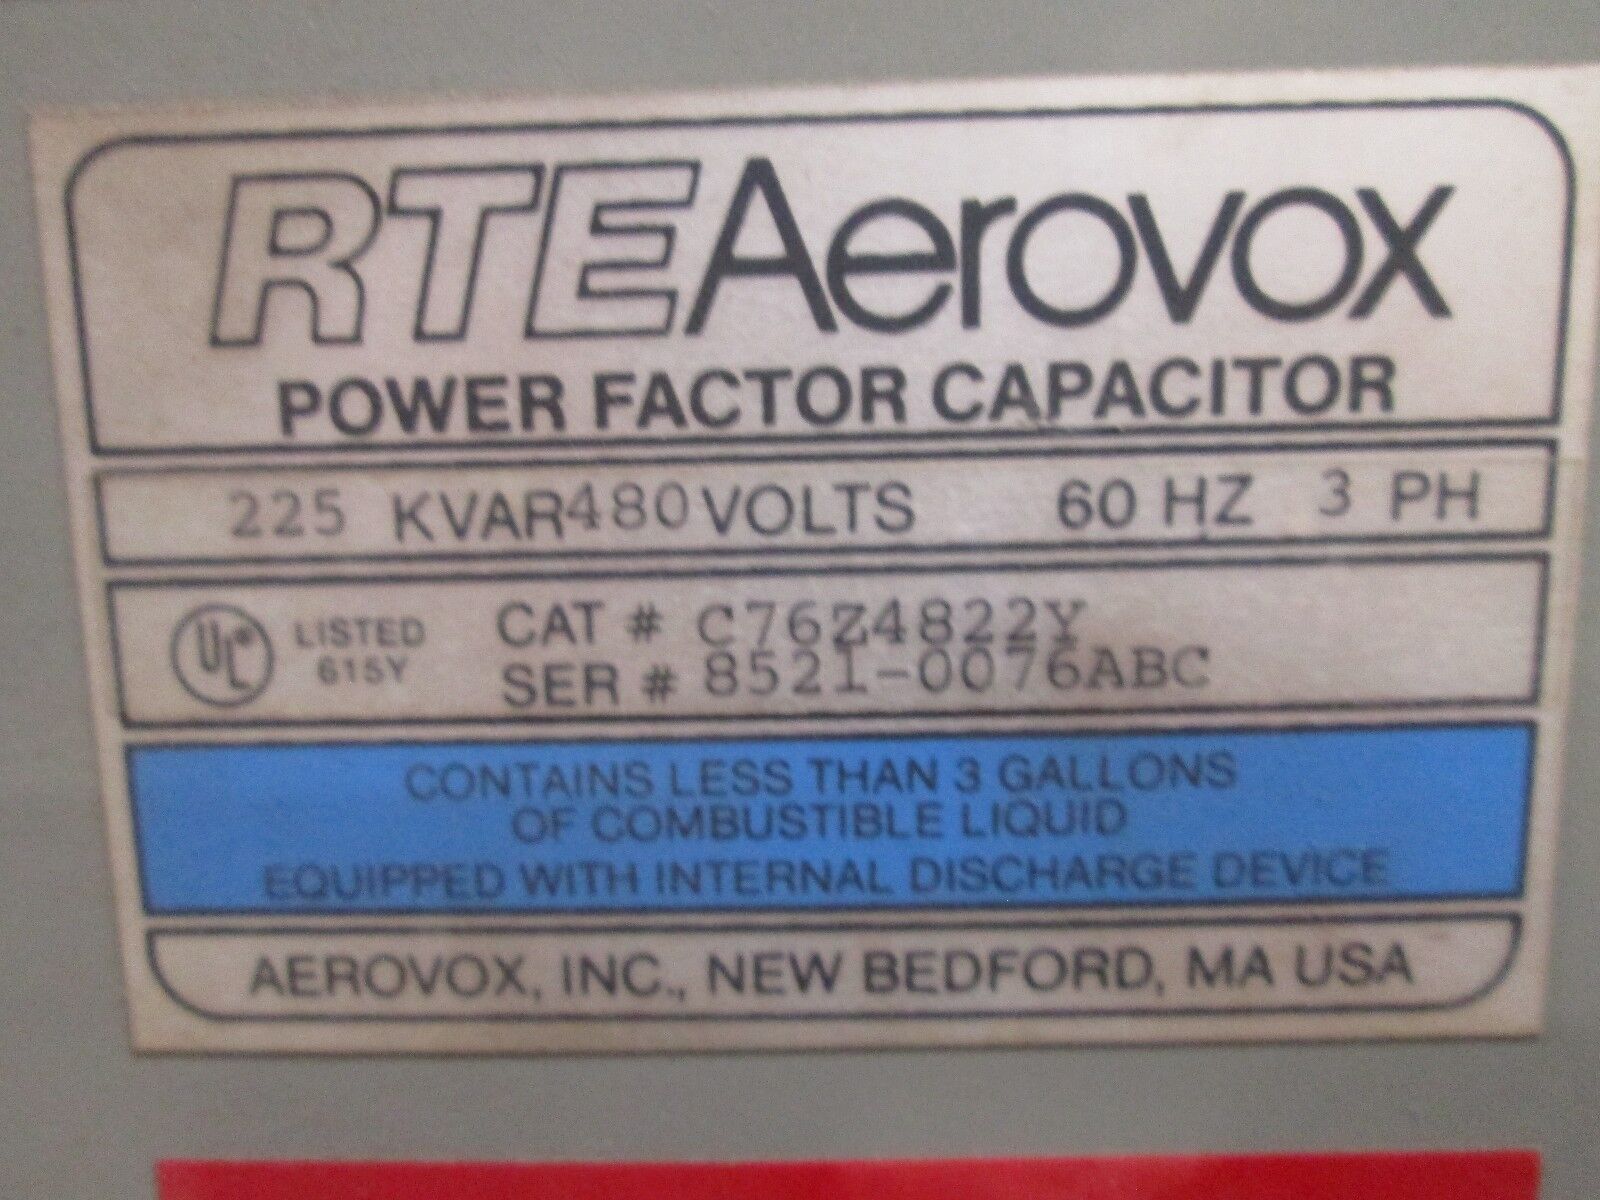 RTEAerovox
POWER FACTOR CAPACITOR
225 KVAR 480 VOLTS 60 HZ 3 PH
UL® LISTED 615Y
CAT # C76Z4822Y
SER # 8521-0076ABC
CONTAINS LESS THAN 3 GALLONS
OF COMBUSTIBLE LIQUID
EQUIPPED WITH INTERNAL DISCHARGE DEVICE
AEROVOX, INC., NEW BEDFORD, MA USA